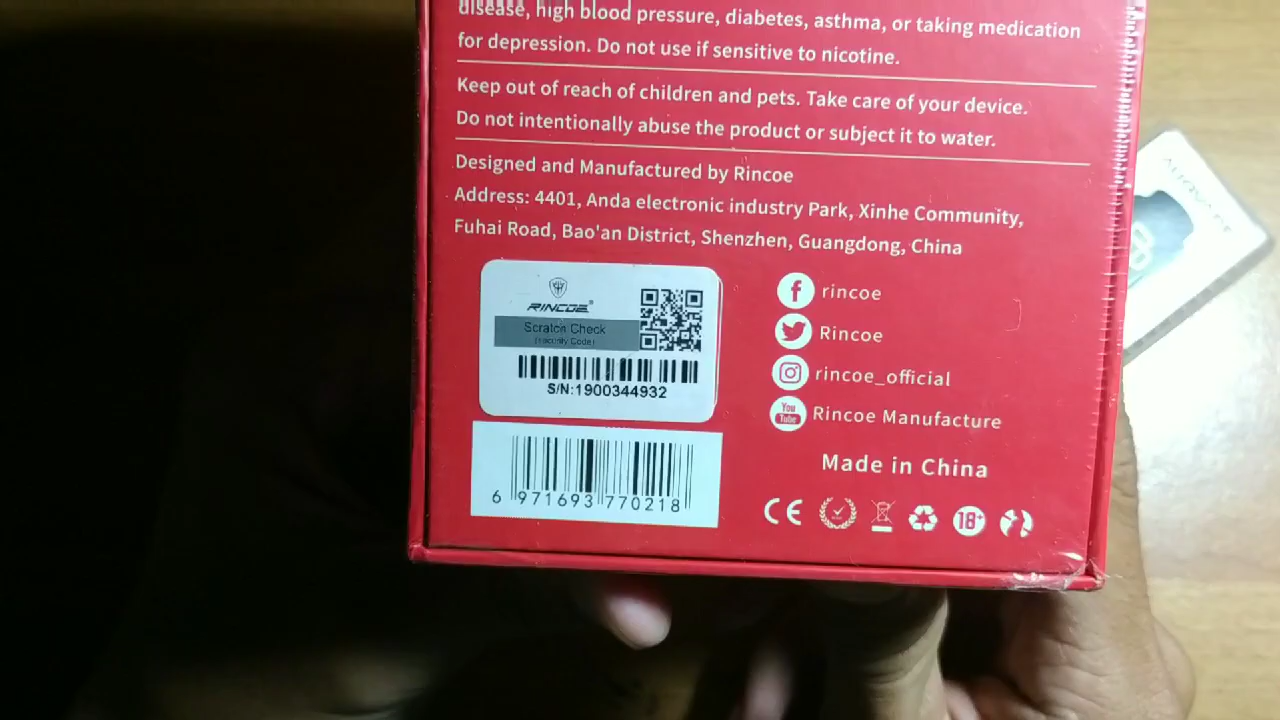 disease, high blood pressure, diabetes, asthma, or taking medication
for depression. Do not use if sensitive to nicotine.
Keep out of reach of children and pets. Take care of your device.
Do not intentionally abuse the product or subject it to water.
Designed and Manufactured by Rincoe
Address: 4401, Anda electronic industry Park, Xinhe Community,
Fuhai Road, Bao'an District, Shenzhen, Guangdong, China
RINCOE®
Scratch Check
(Security Code)
S/N:1900344932
6 971693 770218
rincoe
Rincoe
rincoe_official
You Tube
Rincoe Manufacture
Made in China
CE
18+